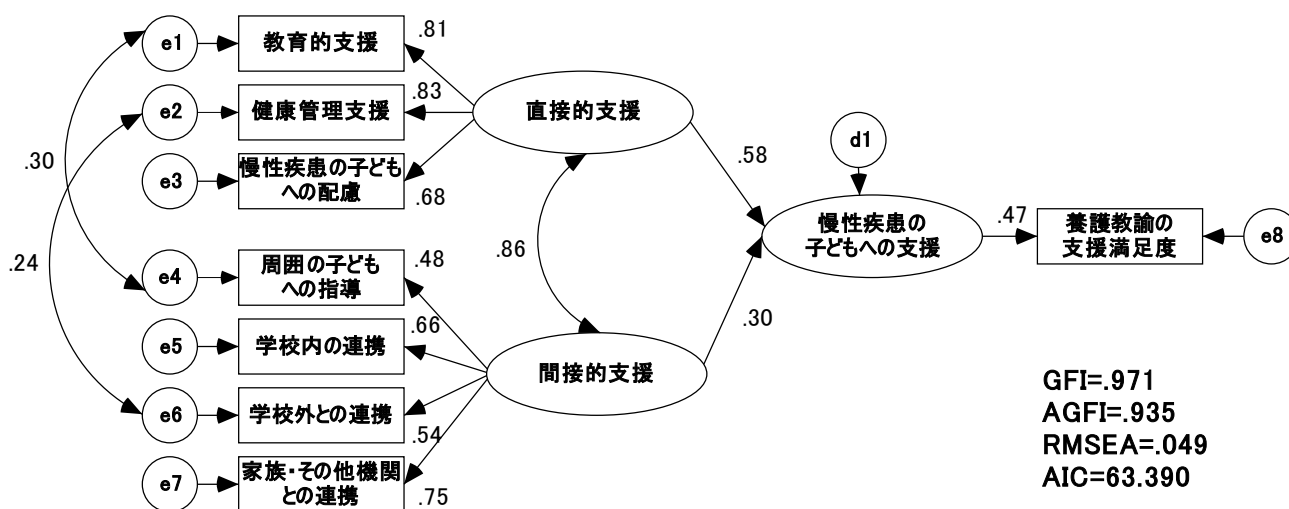 e1
教育的支援
.81
e2
健康管理支援
.83
直接的支援
e3
慢性疾患の子ども
への配慮
.68
.30
.24
e4
周囲の子ども
への指導
.48
e5
学校内の連携
.66
間接的支援
e6
学校外との連携
.54
e7
家族・その他機関
との連携
.75
.86
.58
.30
d1
慢性疾患の
子どもへの支援
.47
養護教諭の
支援満足度
e8
GFI=.971
AGFI=.935
RMSEA=.049
AIC=63.390